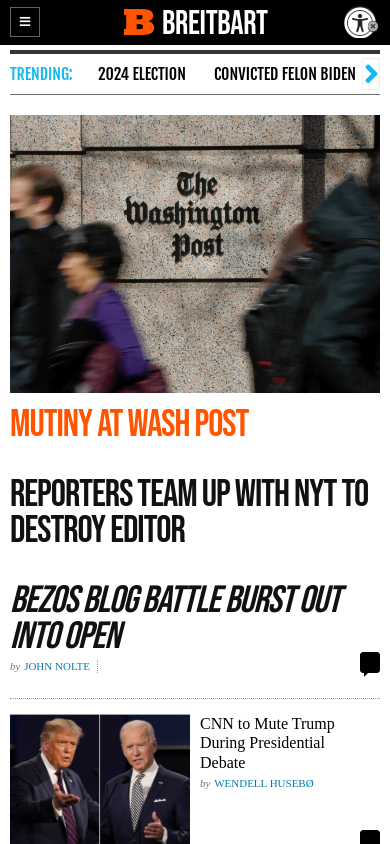 BREITBART
TRENDING:
2024 ELECTION
CONVICTED FELON BIDEN
The
Washington
Post
MUTINY AT WASH POST
REPORTERS TEAM UP WITH NYT TO
DESTROY EDITOR
BEZOS BLOG BATTLE BURST OUT
INTO OPEN
by JOHN NOLTE
CNN to Mute Trump
During Presidential
Debate
by WENDELL HUSEBØ